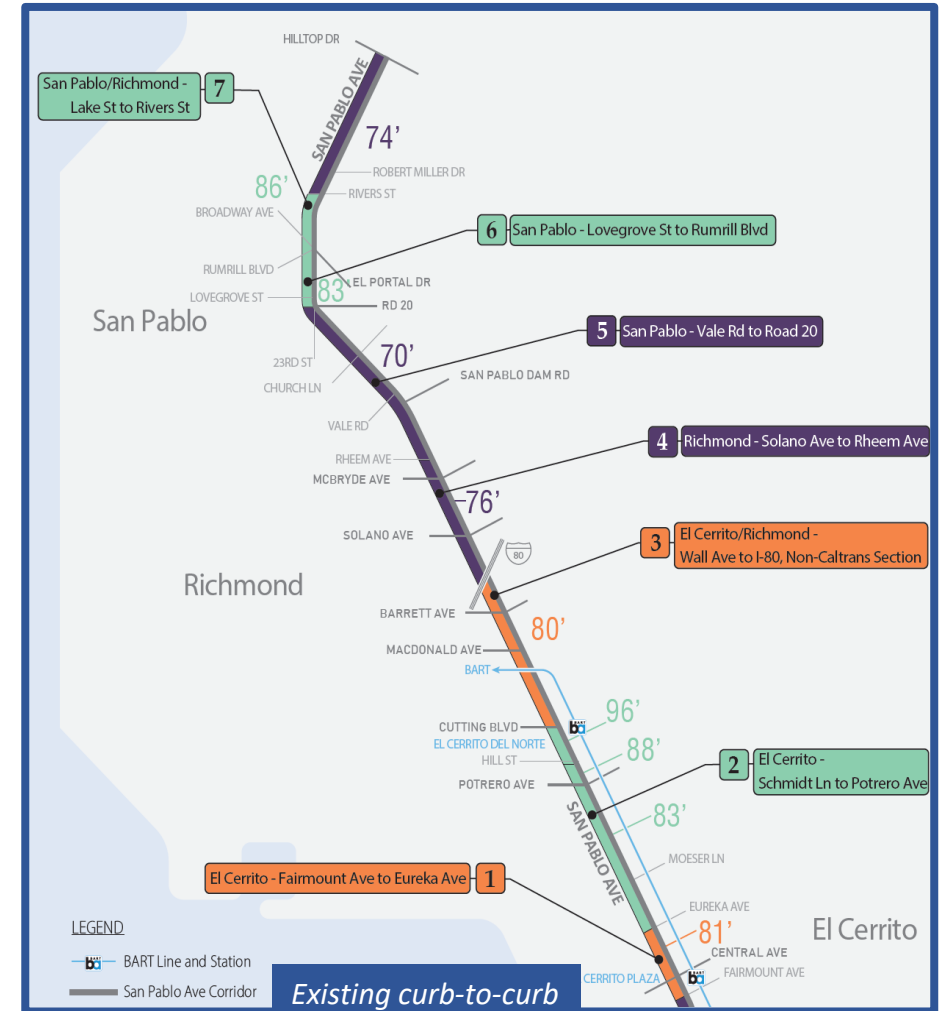 HILLTOP DR
San Pablo/Richmond -
Lake St to Rivers St
7
SAN PABLO AVE
74’
ROBERT MILLER DR
86’
RIVERS ST
BROADWAY AVE
6
San Pablo - Lovegrove St to Rumrill Blvd
RUMRILL BLVD
EL PORTAL DR
83’
LOVEGROVE ST
RD 20
San Pablo
5
San Pablo - Vale Rd to Road 20
70’
23RD ST
SAN PABLO DAM RD
CHURCH LN
VALE RD
4
Richmond - Solano Ave to Rheem Ave
RHEEM AVE
MCBRYDE AVE
76’
SOLANO AVE
3
El Cerrito/Richmond -
Wall Ave to I-80, Non-Caltrans Section
80
Richmond
BARRETT AVE
80’
MACDONALD AVE
BART
96’
CUTTING BLVD
ba
EL CERRITO DEL NORTE
88’
HILL ST
2
El Cerrito -
Schmidt Ln to Potrero Ave
POTRERO AVE
SAN PABLO AVE
83’
MOESER LN
El Cerrito - Fairmount Ave to Eureka Ave
1
EUREKA AVE
81’
El Cerrito
CENTRAL AVE
CERRITO PLAZA
ba
FAIRMOUNT AVE
LEGEND
ba
BART Line and Station
San Pablo Ave Corridor
Existing curb-to-curb